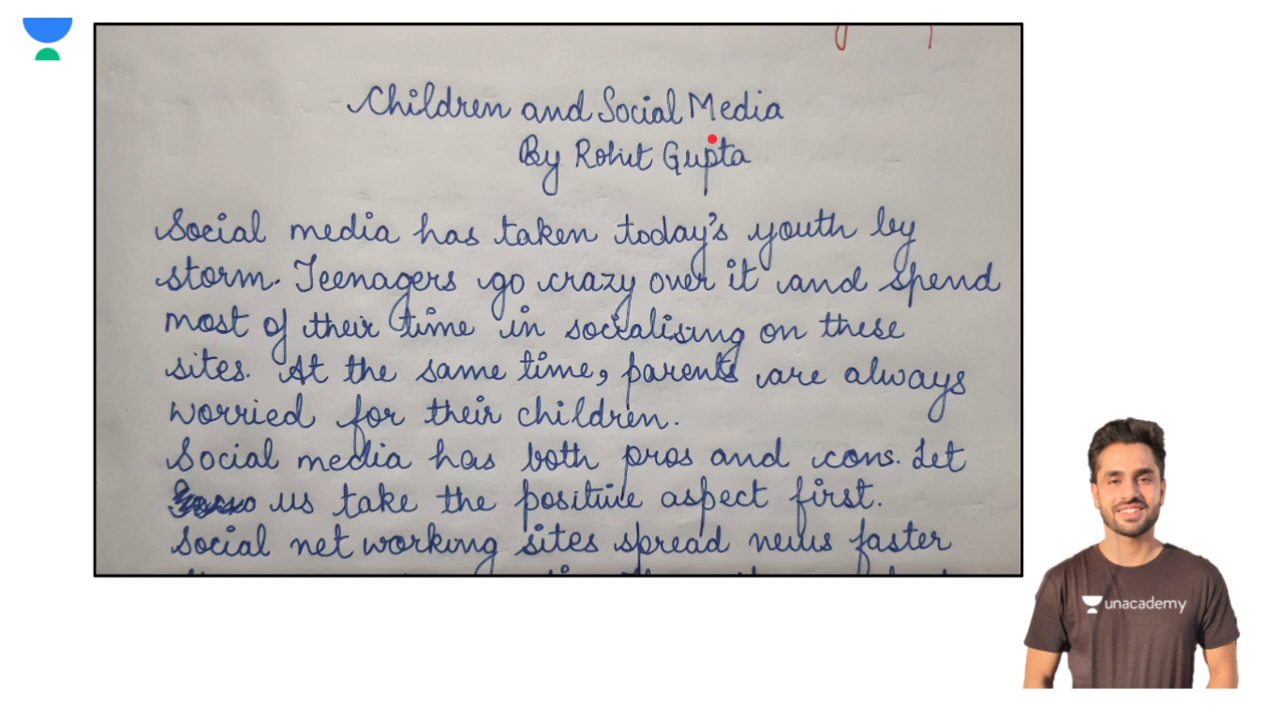 Children and Social Media
By Rohit Gupta
Social media has taken today's youth by
storm. Teenagers go crazy over it and spend
most of their time in socialising on these
sites. At the same time, parents are always
worried for their children.
Social media has both pros and cons. Let
us take the positive aspect first.
Social net working sites spread news faster
unacademy